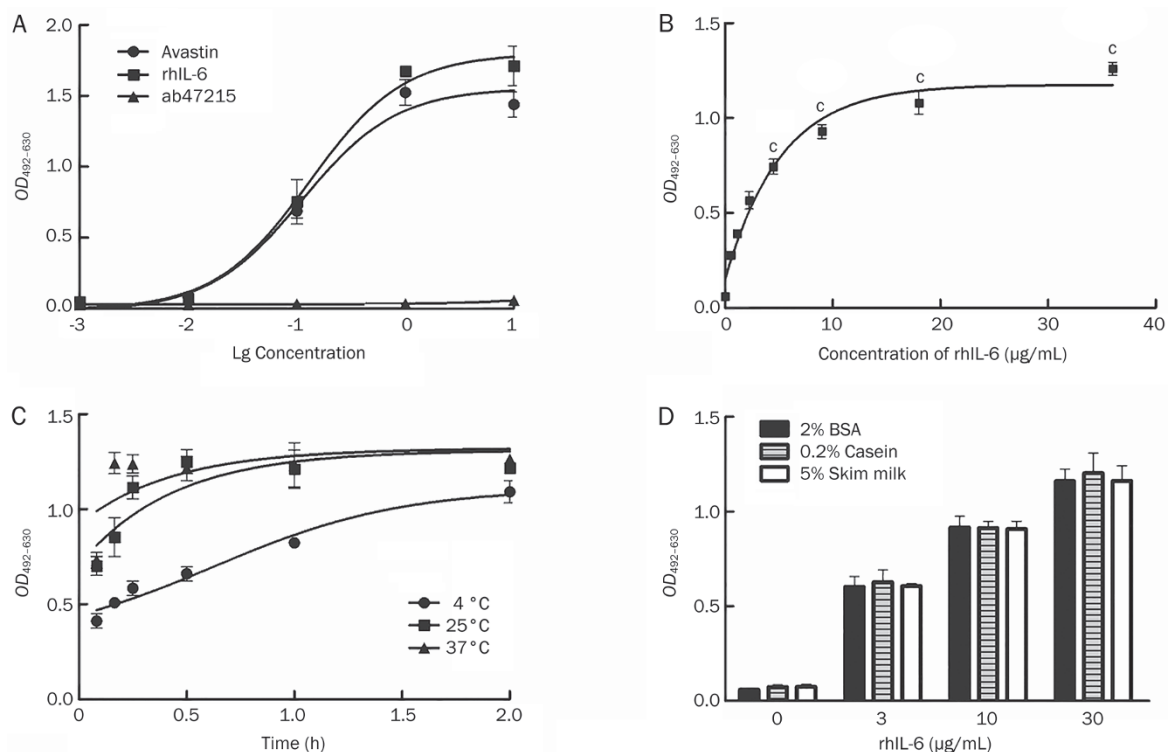 A
2.0
1.5
1.0
0.5
0.0
OD492–630
Avastin
rhIL-6
ab47215
-3 -2 -1 0 1
Lg Concentration
B
1.5
1.0
0.5
0.0
OD492–630
c c c c c
0 10 20 30 40
Concentration of rhIL-6 (μg/mL)
C
1.5
1.0
0.5
0.0
OD492–630
4 °C
25°C
37°C
0 0.5 1.0 1.5 2.0
Time (h)
D
1.5
1.0
0.5
0.0
OD492–630
2% BSA
0.2% Casein
5% Skim milk
0 3 10 30
rhIL-6 (μg/mL)